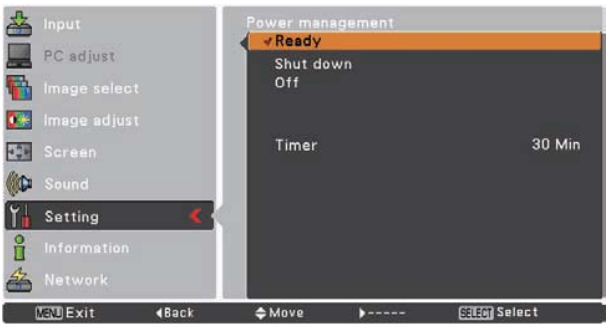 Input
PC adjust
Image select
Image adjust
Screen
Sound
Setting
Information
Network
Power management
Ready
Shut down
Off
Timer 30 Min
MENU Exit Back Move ----- SELECT Select